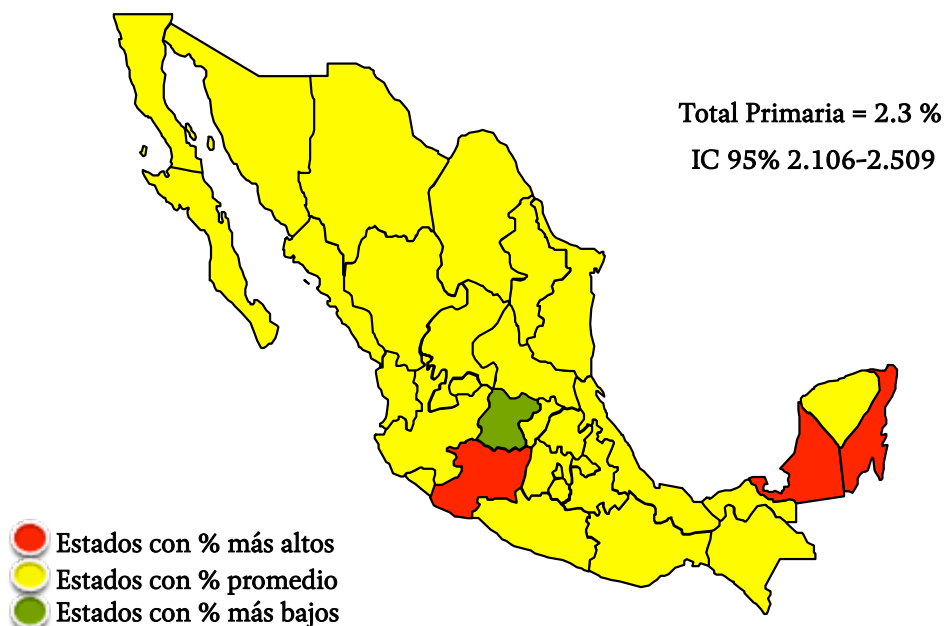 Total Primaria = 2.3 %
IC 95% 2.106-2.509
Estados con % más altos
Estados con % promedio
Estados con % más bajos